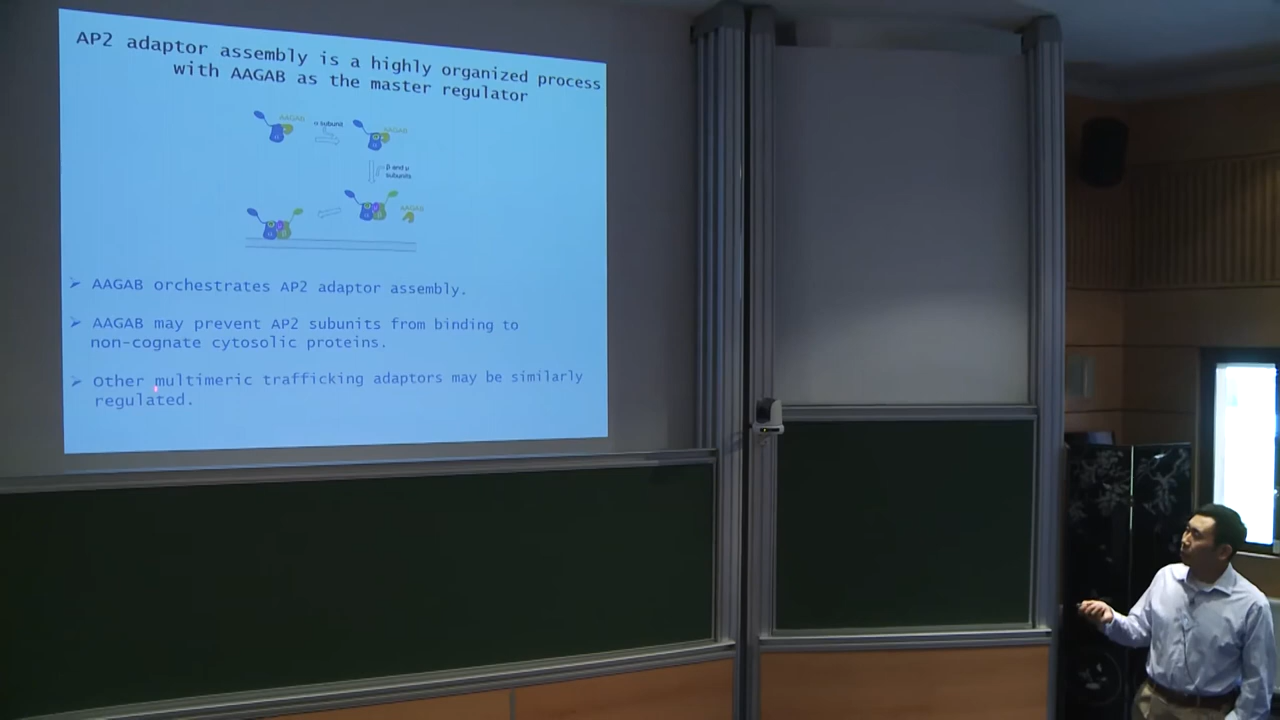 AP2 adaptor assembly is a highly organized process
with AAGAB as the master regulator
AAGAB
α subunit
AAGAB
β and μ
subunits
AAGAB
➢ AAGAB orchestrates AP2 adaptor assembly.
➢ AAGAB may prevent AP2 subunits from binding to
non-cognate cytosolic proteins.
➢ Other multimeric trafficking adaptors may be similarly
regulated.